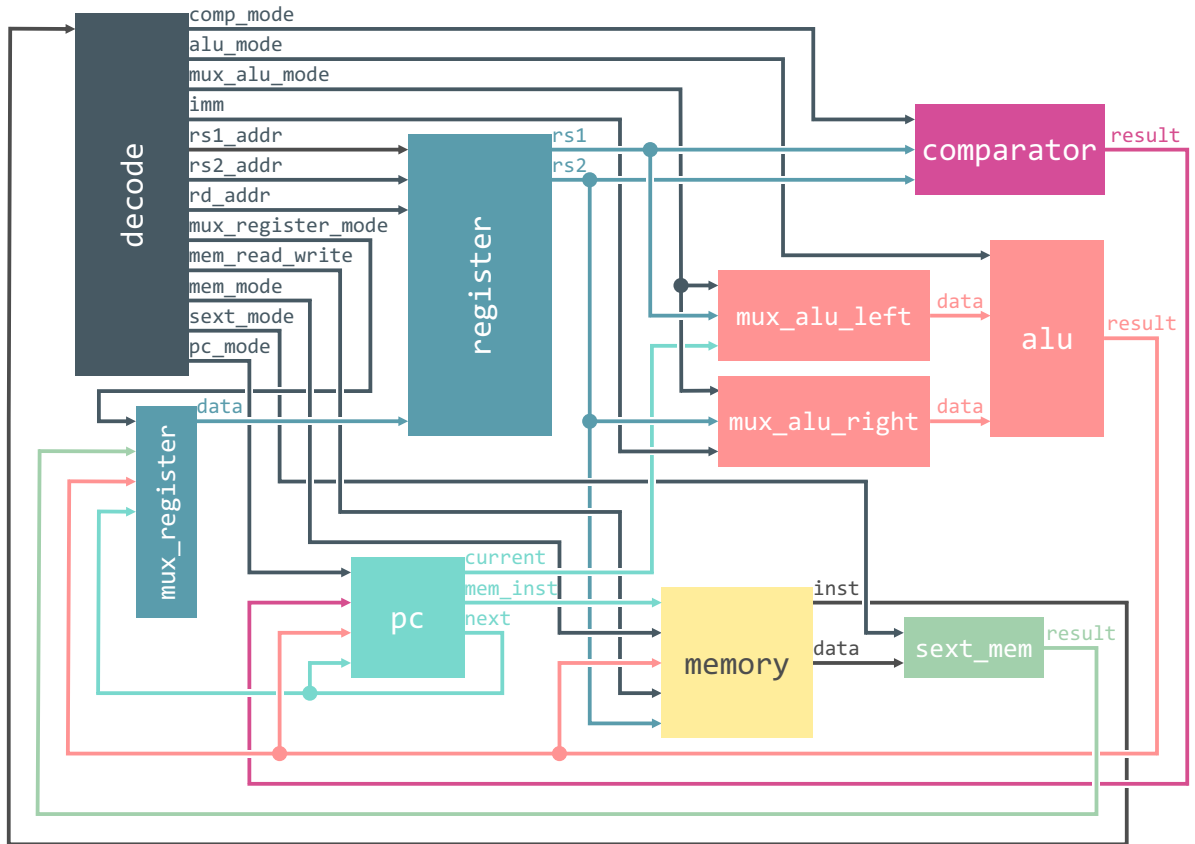 comp_mode
alu_mode
mux_alu_mode
imm
rs1_addr
rs2_addr
rd_addr
mux_register_mode
mem_read_write
mem_mode
sext_mode
pc_mode
decode
rs1
rs2
register
comparator
result
mux_alu_left
data
mux_alu_right
data
alu
result
data
mux_register
current
mem_inst
next
pc
inst
data
memory
sext_mem
result